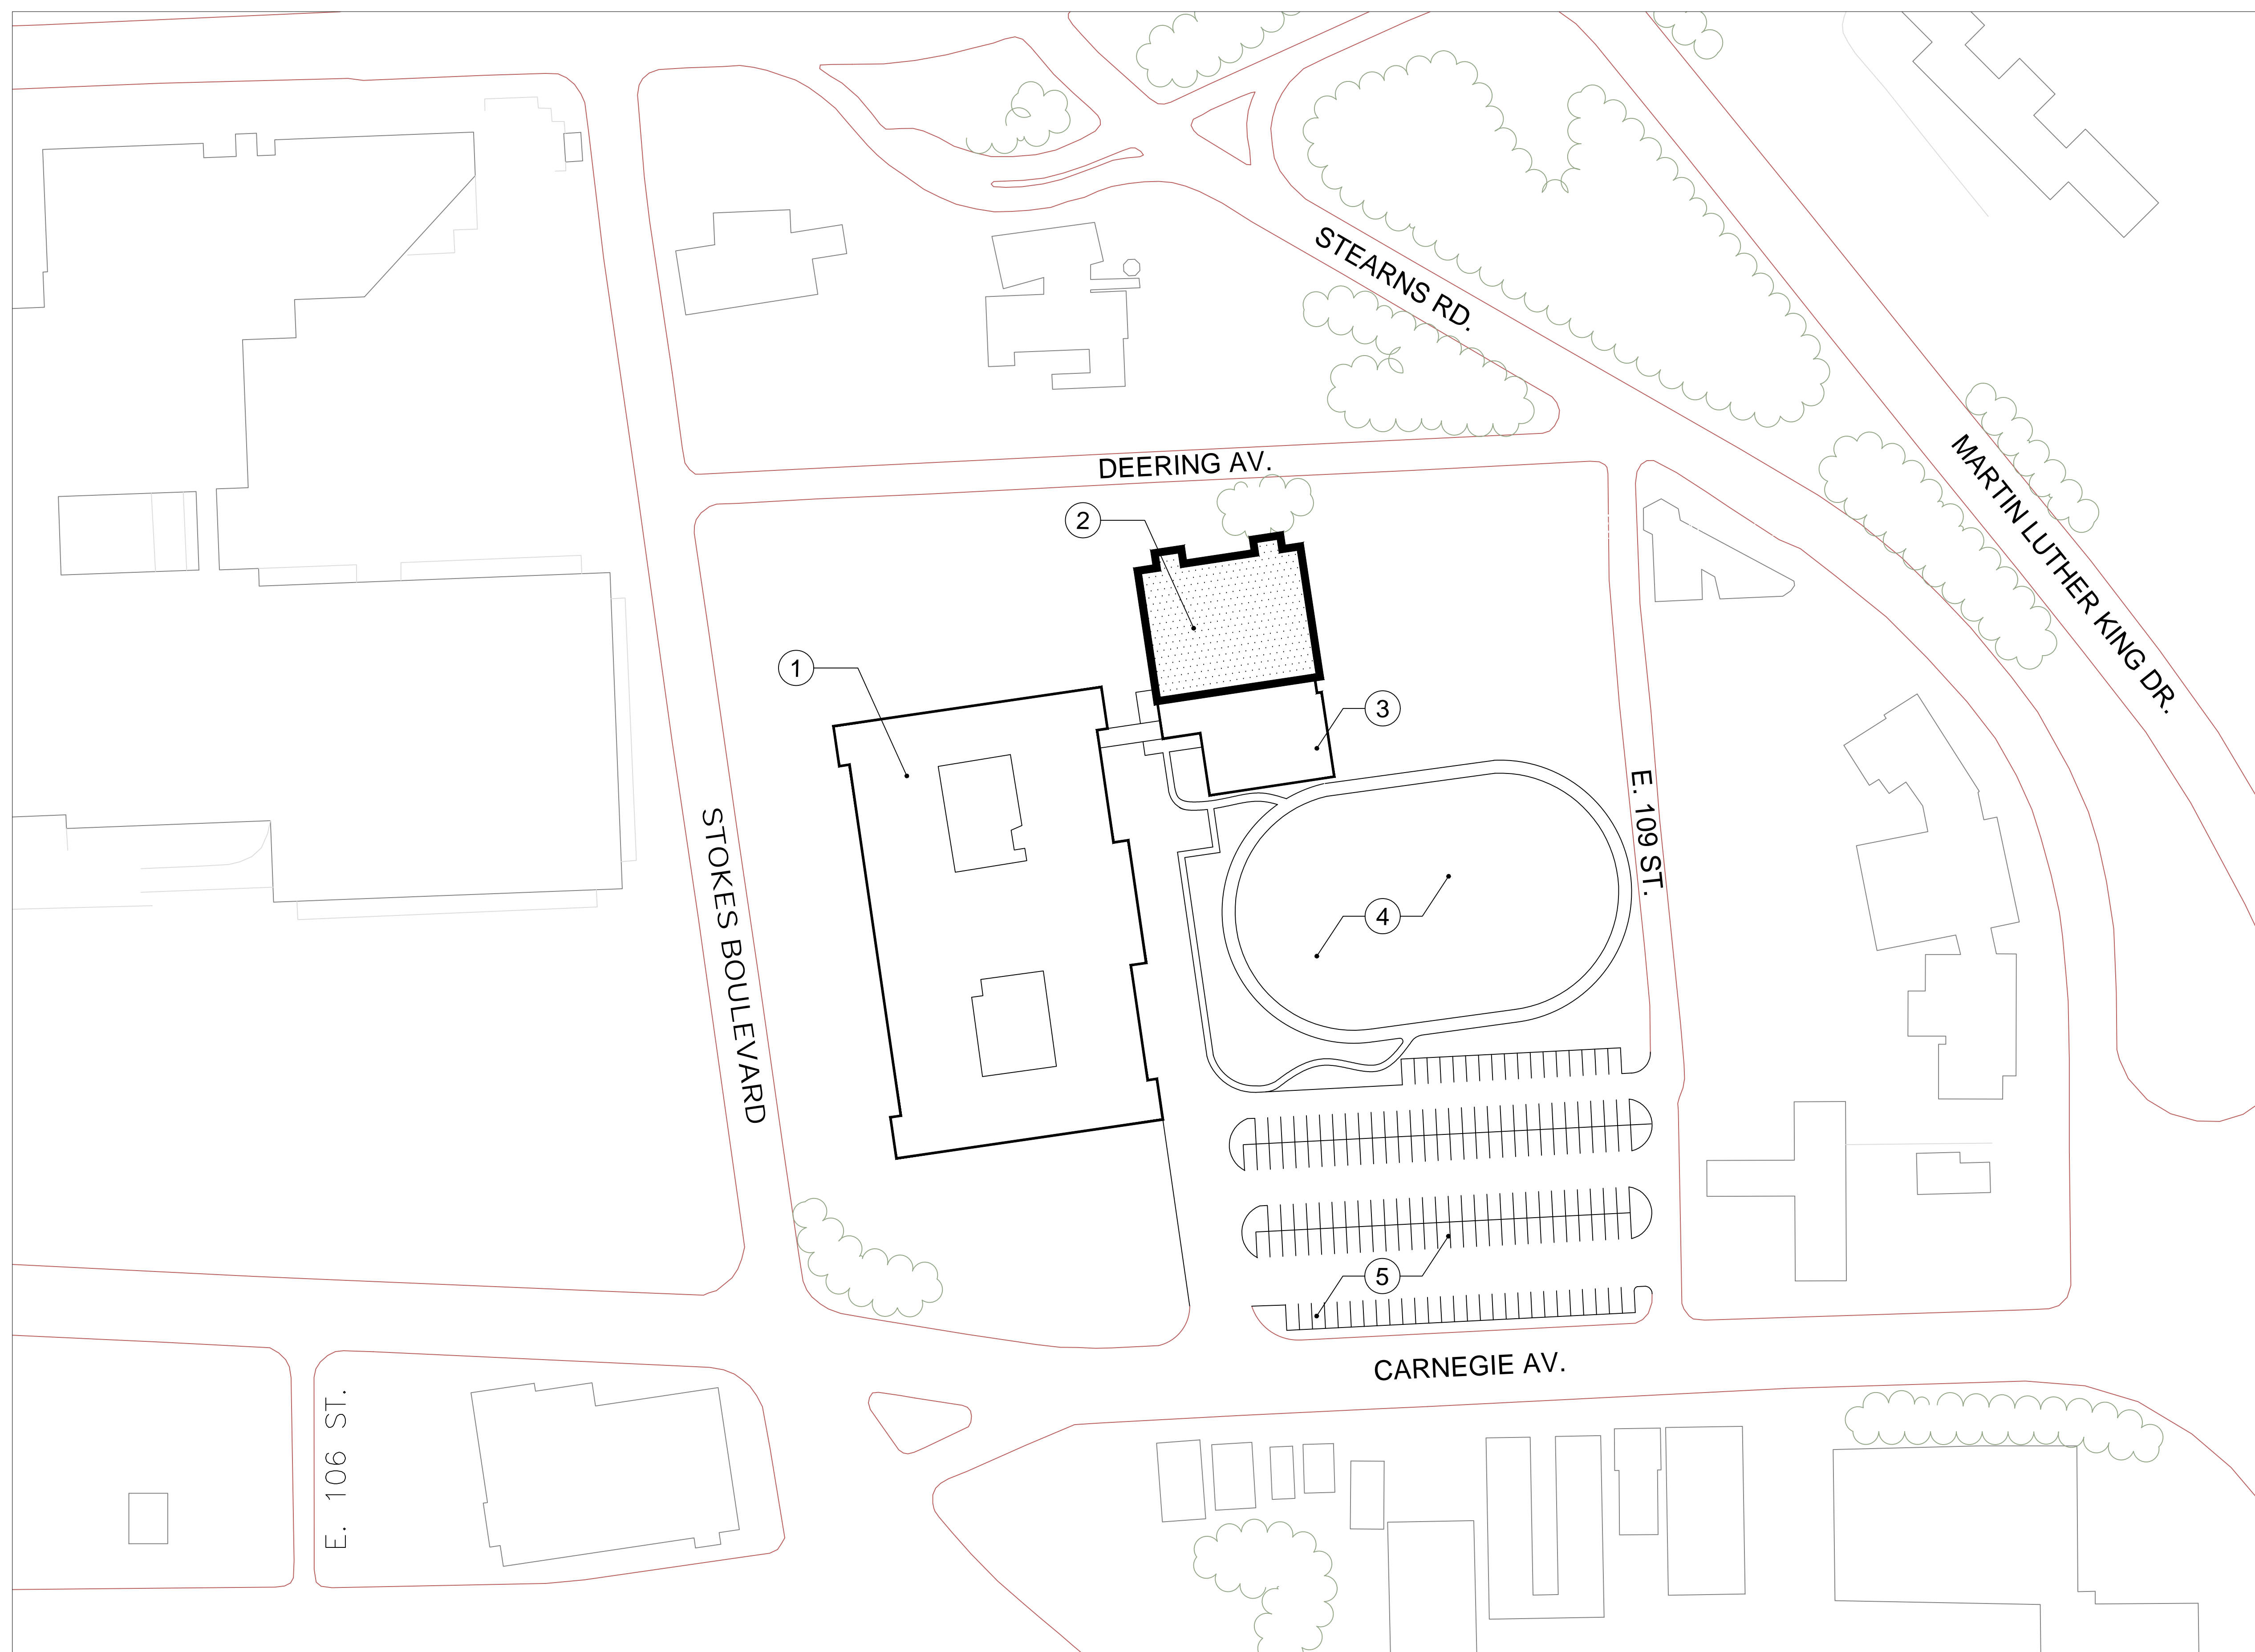 STEARNS RD.
MARTIN LUTHER KING DR.
DEERING AV.
2
1
3
E. 109 ST.
STOKES BOULEVARD
4
5
CARNEGIE AV.
E. 106 ST.